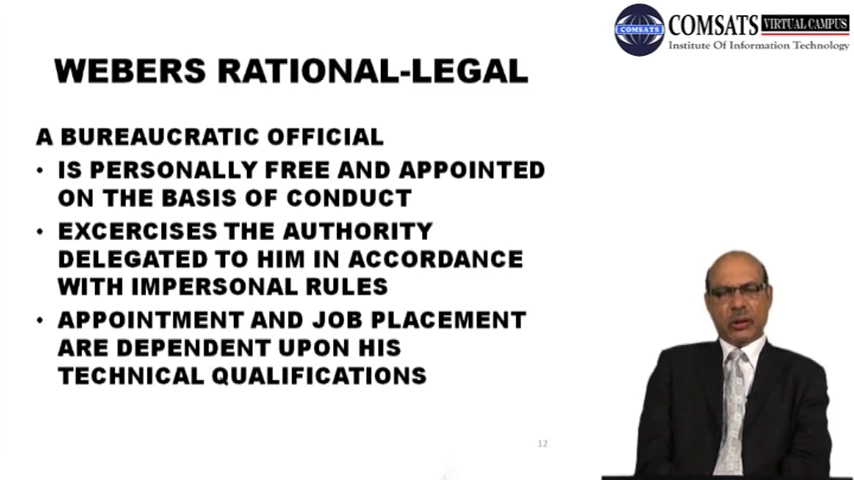 COMSATS
COMSATS VIRTUAL CAMPUS
Institute Of Information Technology
WEBERS RATIONAL-LEGAL
A BUREAUCRATIC OFFICIAL
• IS PERSONALLY FREE AND APPOINTED
ON THE BASIS OF CONDUCT
• EXCERCISES THE AUTHORITY
DELEGATED TO HIM IN ACCORDANCE
WITH IMPERSONAL RULES
• APPOINTMENT AND JOB PLACEMENT
ARE DEPENDENT UPON HIS
TECHNICAL QUALIFICATIONS
12